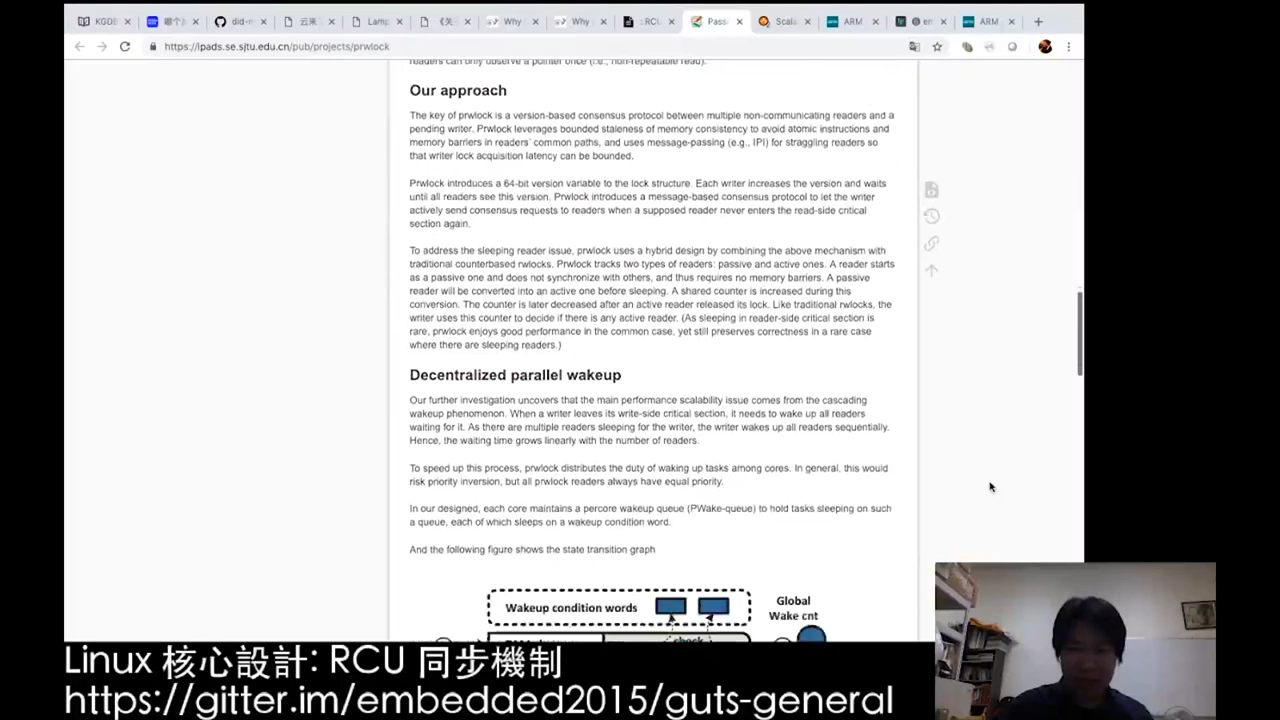 KGDB
哪个
did-n
云来
Lamp
《关
Why
Why
:RCU
Pass
Scala
ARM
en
ARM
https://ipads.se.sjtu.edu.cn/pub/projects/prwlock
readers can only observe a pointer once (i.e., non-repeatable read).
Our approach
The key of prwlock is a version-based consensus protocol between multiple non-communicating readers and a
pending writer. Prwlock leverages bounded staleness of memory consistency to avoid atomic instructions and
memory barriers in readers' common paths, and uses message-passing (e.g., IPI) for straggling readers so
that writer lock acquisition latency can be bounded.
Prwlock introduces a 64-bit version variable to the lock structure. Each writer increases the version and waits
until all readers see this version. Prwlock introduces a message-based consensus protocol to let the writer
actively send consensus requests to readers when a supposed reader never enters the read-side critical
section again.
To address the sleeping reader issue, prwlock uses a hybrid design by combining the above mechanism with
traditional counterbased rwlocks. Prwlock tracks two types of readers: passive and active ones. A reader starts
as a passive one and does not synchronize with others, and thus requires no memory barriers. A passive
reader will be converted into an active one before sleeping. A shared counter is increased during this
conversion. The counter is later decreased after an active reader released its lock. Like traditional rwlocks, the
writer uses this counter to decide if there is any active reader. (As sleeping in reader-side critical section is
rare, prwlock enjoys good performance in the common case, yet still preserves correctness in a rare case
where there are sleeping readers.)
Decentralized parallel wakeup
Our further investigation uncovers that the main performance scalability issue comes from the cascading
wakeup phenomenon. When a writer leaves its write-side critical section, it needs to wake up all readers
waiting for it. As there are multiple readers sleeping for the writer, the writer wakes up all readers sequentially.
Hence, the waiting time grows linearly with the number of readers.
To speed up this process, prwlock distributes the duty of waking up tasks among cores. In general, this would
risk priority inversion, but all prwlock readers always have equal priority.
In our designed, each core maintains a percore wakeup queue (PWake-queue) to hold tasks sleeping on such
a queue, each of which sleeps on a wakeup condition word.
And the following figure shows the state transition graph
Wakeup condition words
Global
Wake cnt
check
Linux 核心設計: RCU 同步機制
https://gitter.im/embedded2015/guts-general